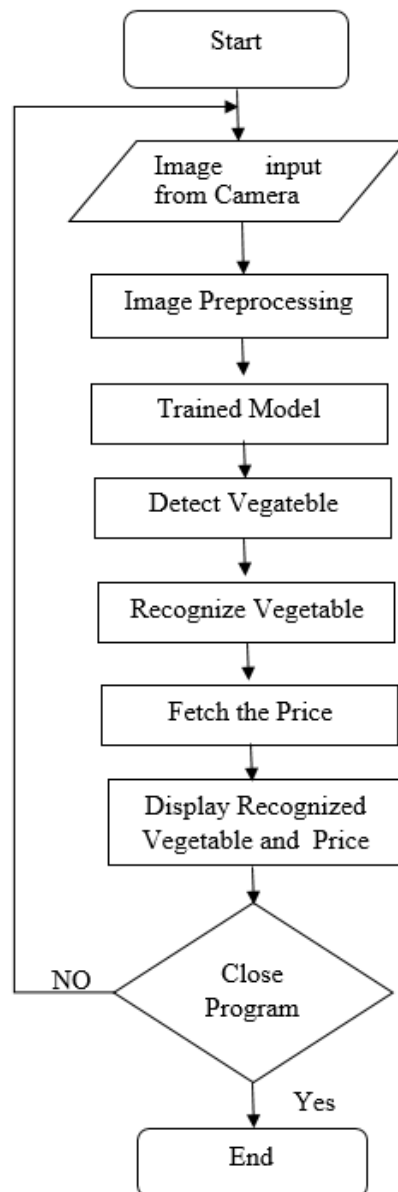 Start
Image input
from Camera
Image Preprocessing
Trained Model
Detect Vegateble
Recognize Vegetable
Fetch the Price
Display Recognized
Vegetable and Price
NO
Close
Program
Yes
End